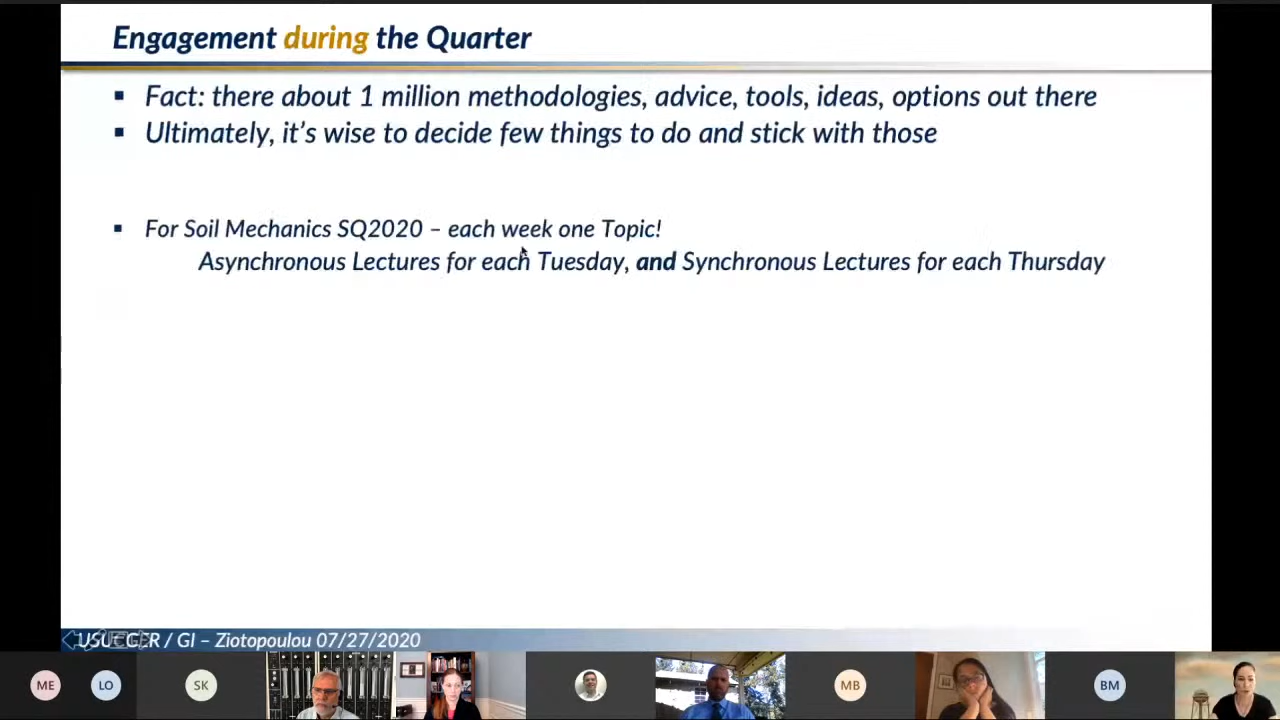 Engagement during the Quarter
Fact: there about 1 million methodologies, advice, tools, ideas, options out there
Ultimately, it's wise to decide few things to do and stick with those
For Soil Mechanics SQ2020 – each week one Topic!
Asynchronous Lectures for each Tuesday, and Synchronous Lectures for each Thursday
/ GI – Ziotopoulou 07/27/2020
ME
LO
SK
MB
BM